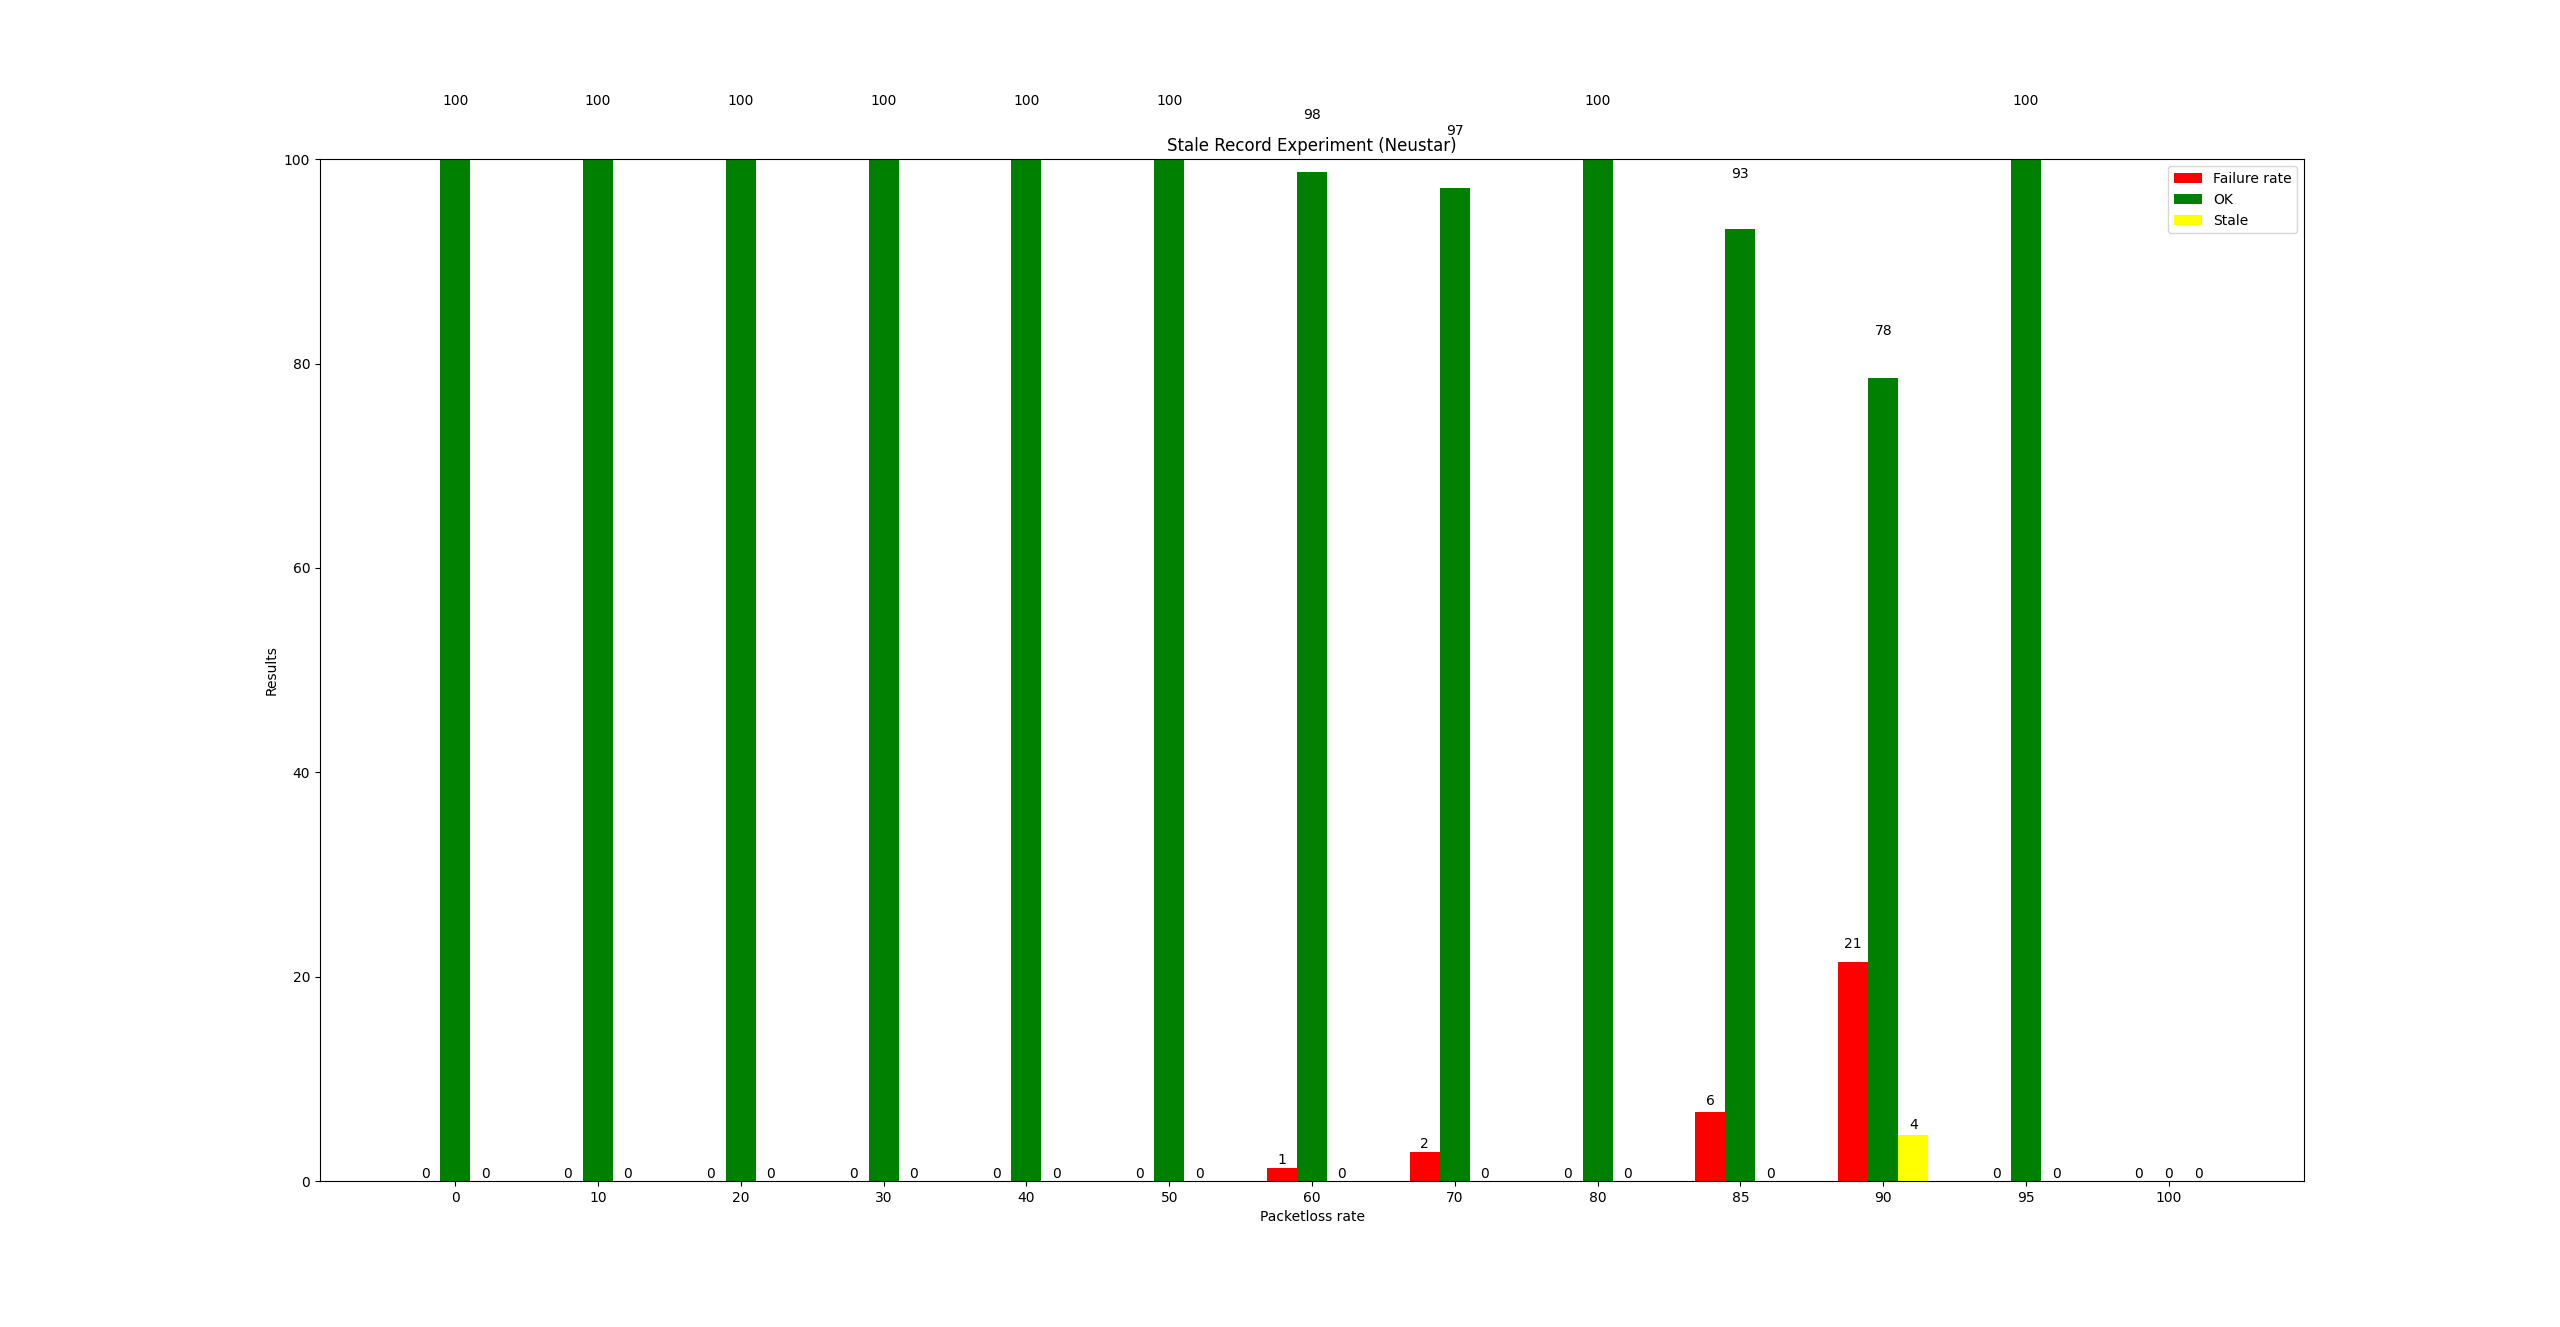 100 100 100 100 100 100 100 100
98
97
Stale Record Experiment (Neustar)
100
93
Failure rate
OK
Stale
78
80
60
Results
40
21
20
6
4
2
1
0 0 0 0 0 0 0 0 0 0 0 0 0 0 0 0 0 0 0 0 0 0 0
0
0 10 20 30 40 50 60 70 80 85 90 95 100
Packetloss rate